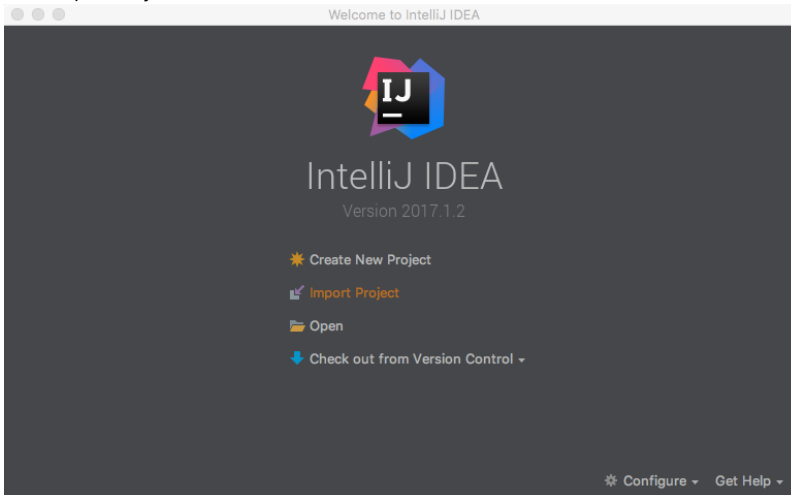 Welcome to IntelliJ IDEA
IJ
IntelliJ IDEA
Version 2017.1.2
Create New Project
Import Project
Open
Check out from Version Control
Configure
Get Help